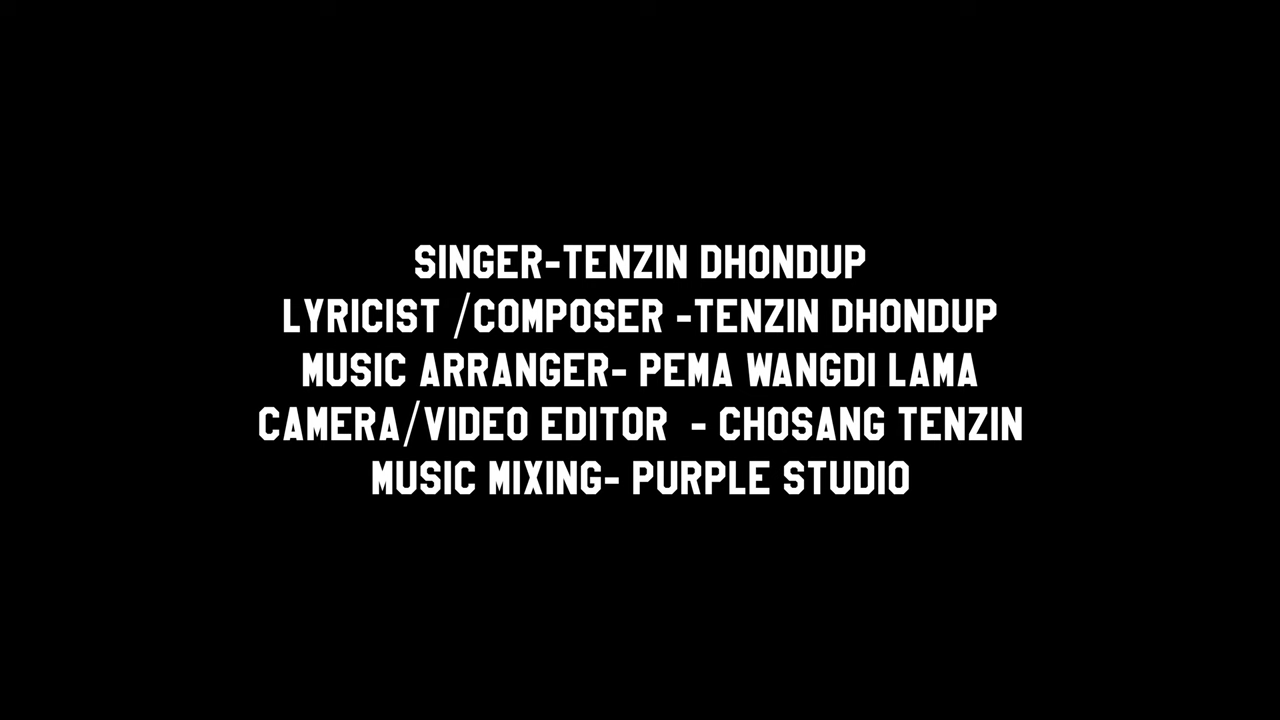 SINGER-TENZIN DHONDUP
LYRICIST /COMPOSER -TENZIN DHONDUP
MUSIC ARRANGER- PEMA WANGDI LAMA
CAMERA/VIDEO EDITOR  - CHOSANG TENZIN
MUSIC MIXING- PURPLE STUDIO